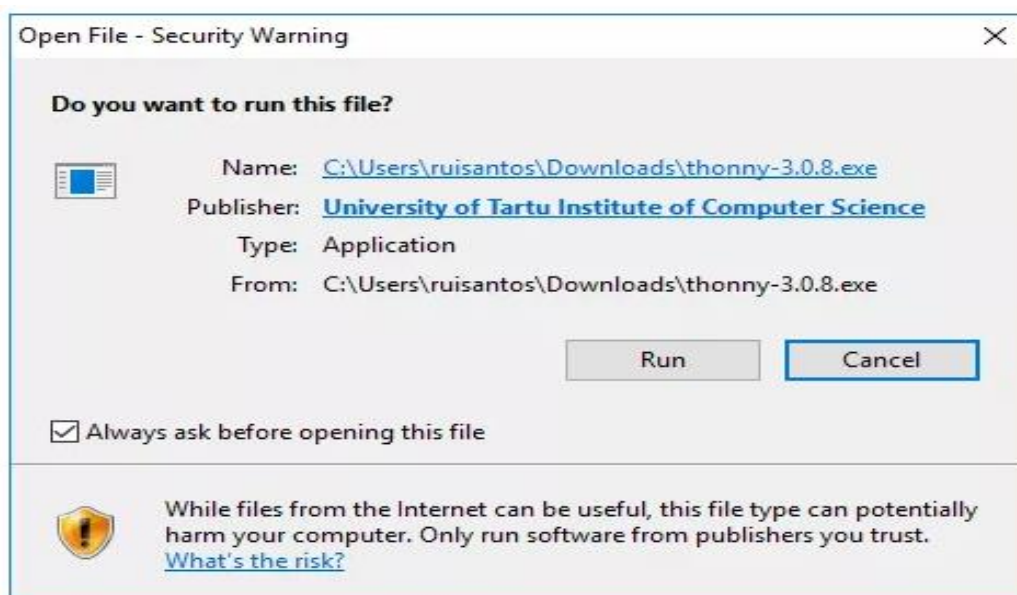 Open File - Security Warning
Do you want to run this file?
Name: C:\Users\ruisantos\Downloads\thonny-3.0.8.exe
Publisher: University of Tartu Institute of Computer Science
Type: Application
From: C:\Users\ruisantos\Downloads\thonny-3.0.8.exe
Run Cancel
Always ask before opening this file
While files from the Internet can be useful, this file type can potentially
harm your computer. Only run software from publishers you trust.
What's the risk?